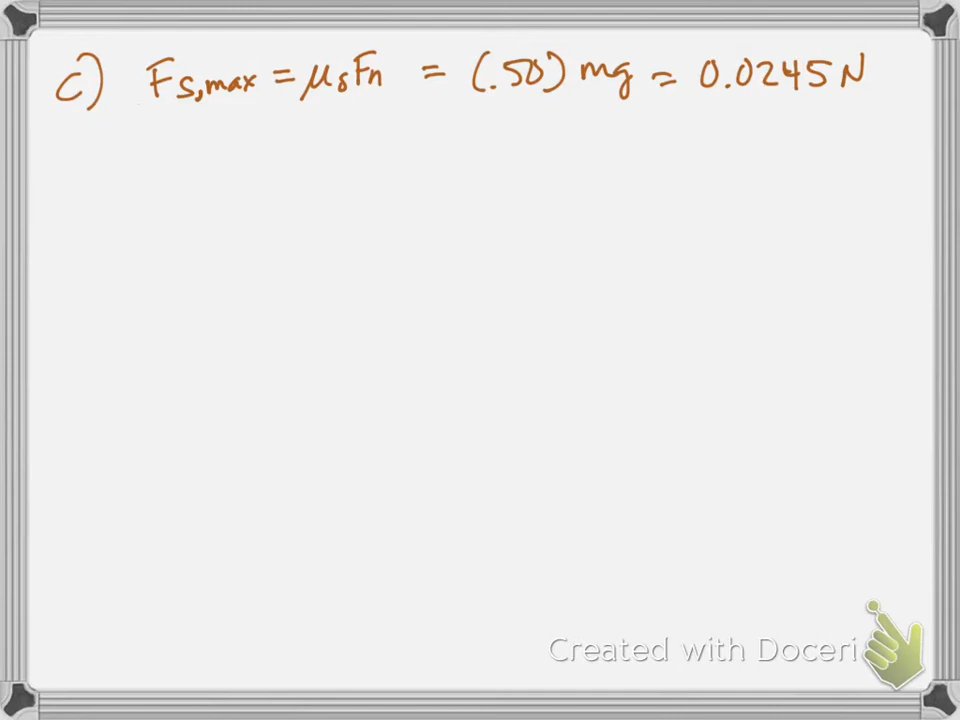 c) Fs,max = μsFn = (.50) mg = 0.0245 N
Created with Doceri